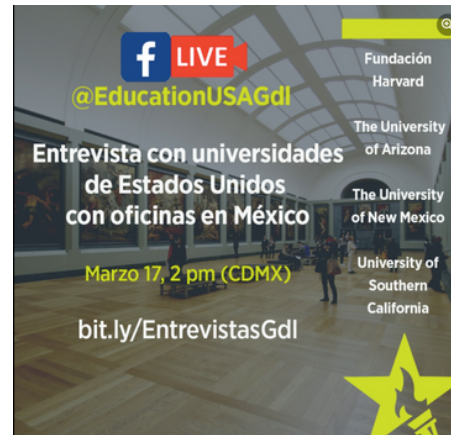 f LIVE
@EducationUSAGdl
Entrevista con universidades
de Estados Unidos
con oficinas en México
Marzo 17, 2 pm (CDMX)
bit.ly/EntrevistasGdl
Fundación
Harvard
The University
of Arizona
The University
of New Mexico
University of
Southern
California